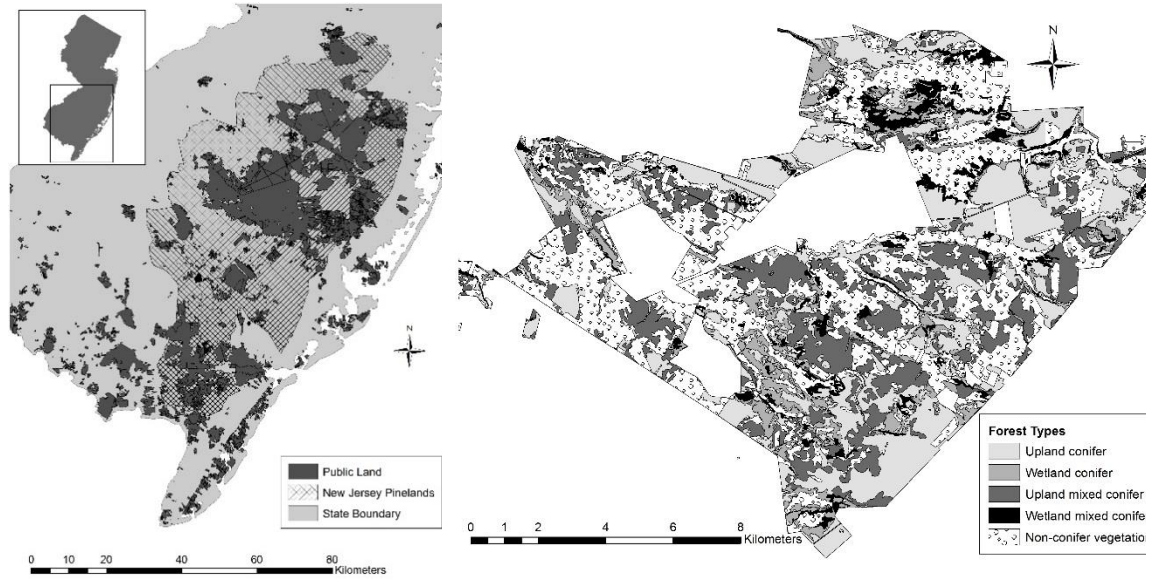 N
Public Land
New Jersey Pinelands
State Boundary
0 20 40 60 80
Kilometers
N
Forest Types
Upland conifer
Wetland conifer
Upland mixed conifer
Wetland mixed conife
Non-conifer vegetatio
0 1 2 4 6 8
Kilometers